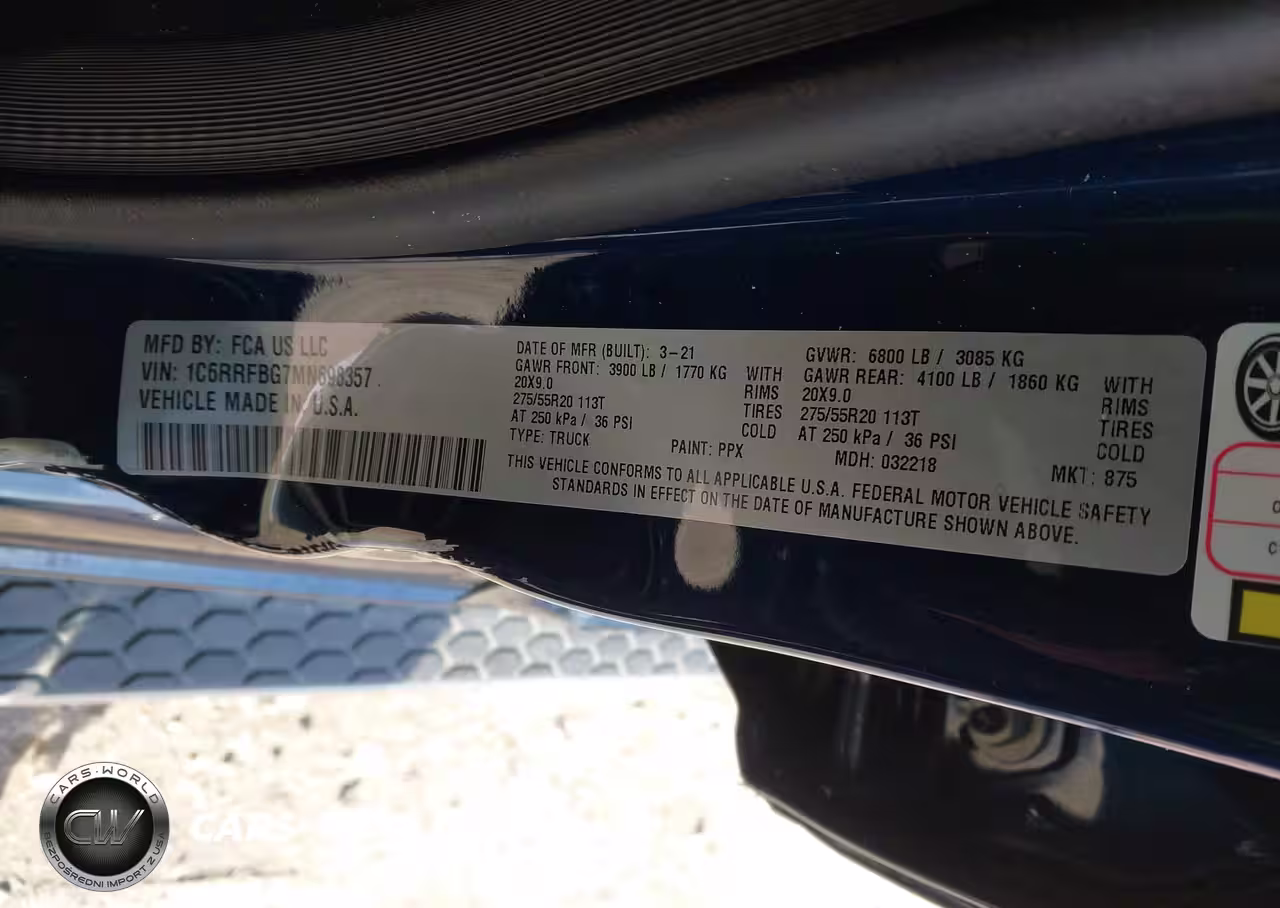 MFD BY: FCA US LLC
VIN: 1C6RRFBG7MN698357
VEHICLE MADE IN U.S.A.
DATE OF MFR (BUILT): 3-21
GAWR FRONT: 3900 LB / 1770 KG WITH
20X9.0 RIMS
275/55R20 113T TIRES
AT 250 kPa / 36 PSI COLD
TYPE: TRUCK PAINT: PPX
GVWR: 6800 LB / 3085 KG
GAWR REAR: 4100 LB / 1860 KG WITH
20X9.0 RIMS
275/55R20 113T TIRES
AT 250 kPa / 36 PSI COLD
MDH: 032218 MKT: 875
THIS VEHICLE CONFORMS TO ALL APPLICABLE U.S.A. FEDERAL MOTOR VEHICLE SAFETY
STANDARDS IN EFFECT ON THE DATE OF MANUFACTURE SHOWN ABOVE.
CARS-WORLD
CW
BEZPOŚREDNI IMPORT Z USA
CARS